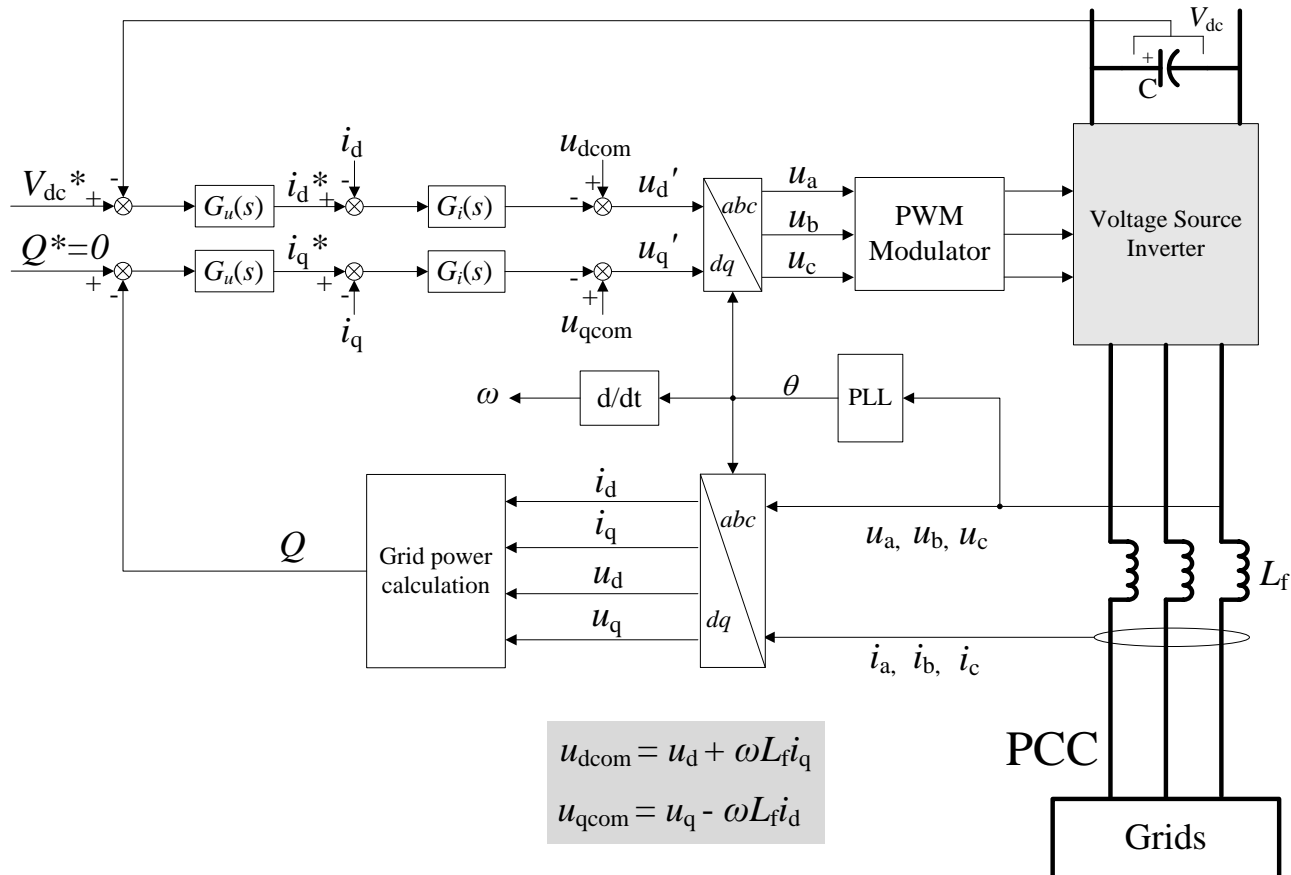 V_dc
+
C
-
i_d
u_dcom
V_dc*
+
i_d*
-
+
G_u(s)
G_i(s)
+
-
u_d'
abc
dq
u_a
u_b
u_c
PWM
Modulator
Voltage Source
Inverter
Q*=0
+
-
G_u(s)
i_q*
+
-
i_q
G_i(s)
-
+
u_q'
u_qcom
ω
d/dt
θ
PLL
Q
Grid power
calculation
i_d
i_q
u_d
u_q
abc
dq
u_a, u_b, u_c
i_a, i_b, i_c
L_f
u_dcom = u_d + ωL_f i_q
u_qcom = u_q - ωL_f i_d
PCC
Grids